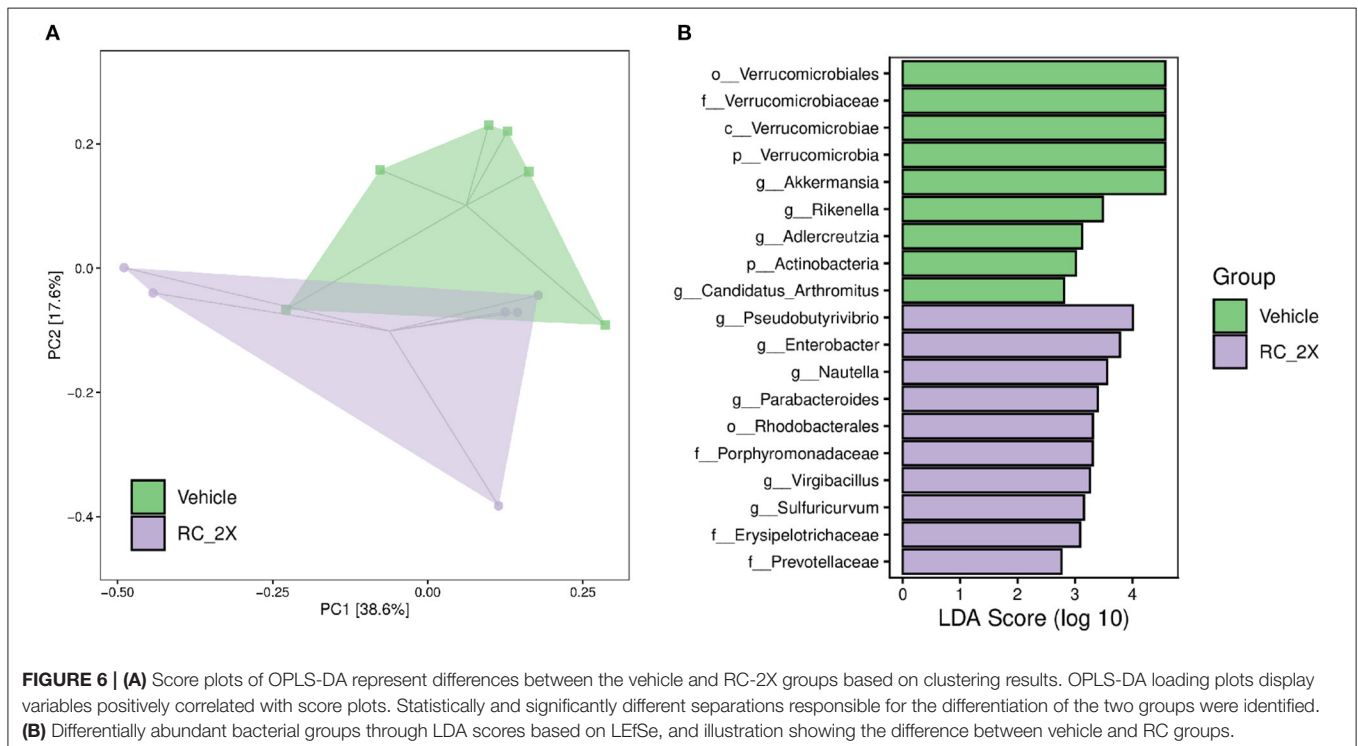 A
0.2
0.0
−0.2
−0.4
PC2 [17.6%]
−0.50
−0.25
0.00
0.25
PC1 [38.6%]
Vehicle
RC_2X
B
o__Verrucomicrobiales
f__Verrucomicrobiaceae
c__Verrucomicrobiae
p__Verrucomicrobia
g__Akkermansia
g__Rikenella
g__Adlercreutzia
p__Actinobacteria
g__Candidatus_Arthromitus
g__Pseudobutyrivibrio
g__Enterobacter
g__Nautella
g__Parabacteroides
o__Rhodobacterales
f__Porphyromonadaceae
g__Virgibacillus
g__Sulfuricurvum
f__Erysipelotrichaceae
f__Prevotellaceae
0 1 2 3 4
LDA Score (log 10)
Group
Vehicle
RC_2X
FIGURE 6 | (A) Score plots of OPLS-DA represent differences between the vehicle and RC-2X groups based on clustering results. OPLS-DA loading plots display
variables positively correlated with score plots. Statistically and significantly different separations responsible for the differentiation of the two groups were identified.
(B) Differentially abundant bacterial groups through LDA scores based on LEfSe, and illustration showing the difference between vehicle and RC groups.